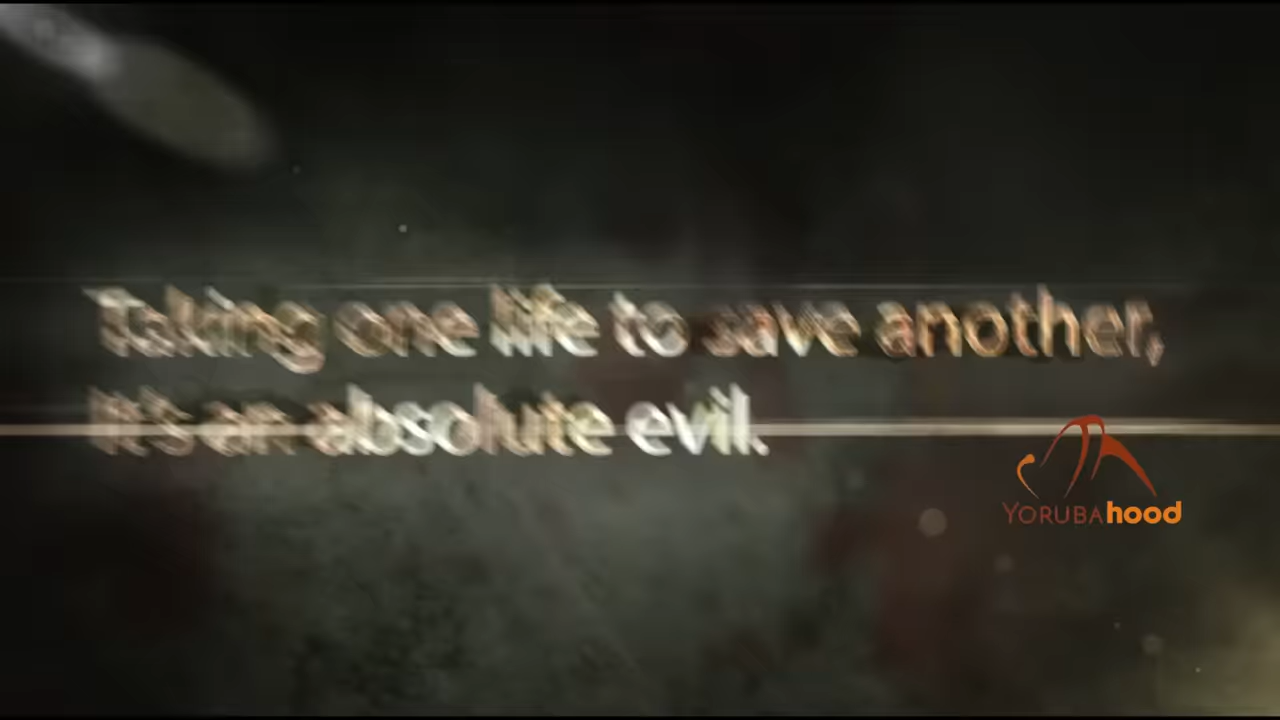 Taking one life to save another,
It's an absolute evil.
YORUBAhood